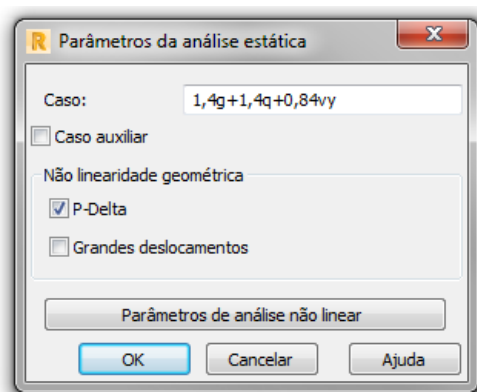 Parâmetros da análise estática
Caso: 1,4g+1,4q+0,84vy
Caso auxiliar
Não linearidade geométrica
P-Delta
Grandes deslocamentos
Parâmetros de análise não linear
OK Cancelar Ajuda